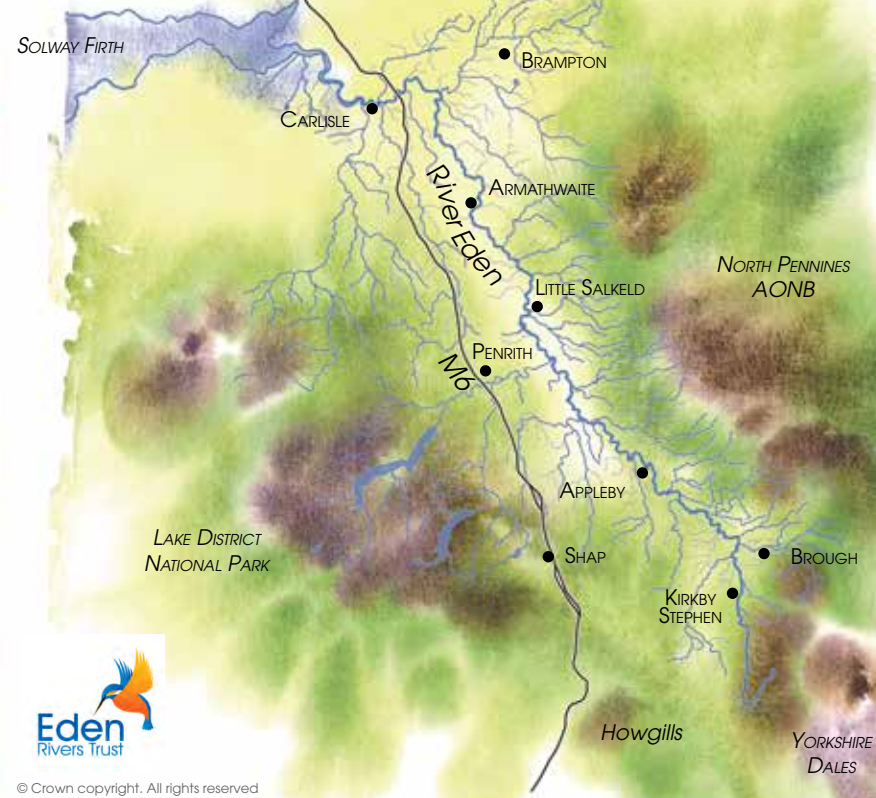 Solway Firth
Brampton
Carlisle
Armathwaite
River Eden
North Pennines
AONB
Little Salkeld
Penrith
M6
Appleby
Lake District
National Park
Shap
Brough
Kirkby
Stephen
Eden
Rivers Trust
Howgills
Yorkshire
Dales
© Crown copyright. All rights reserved